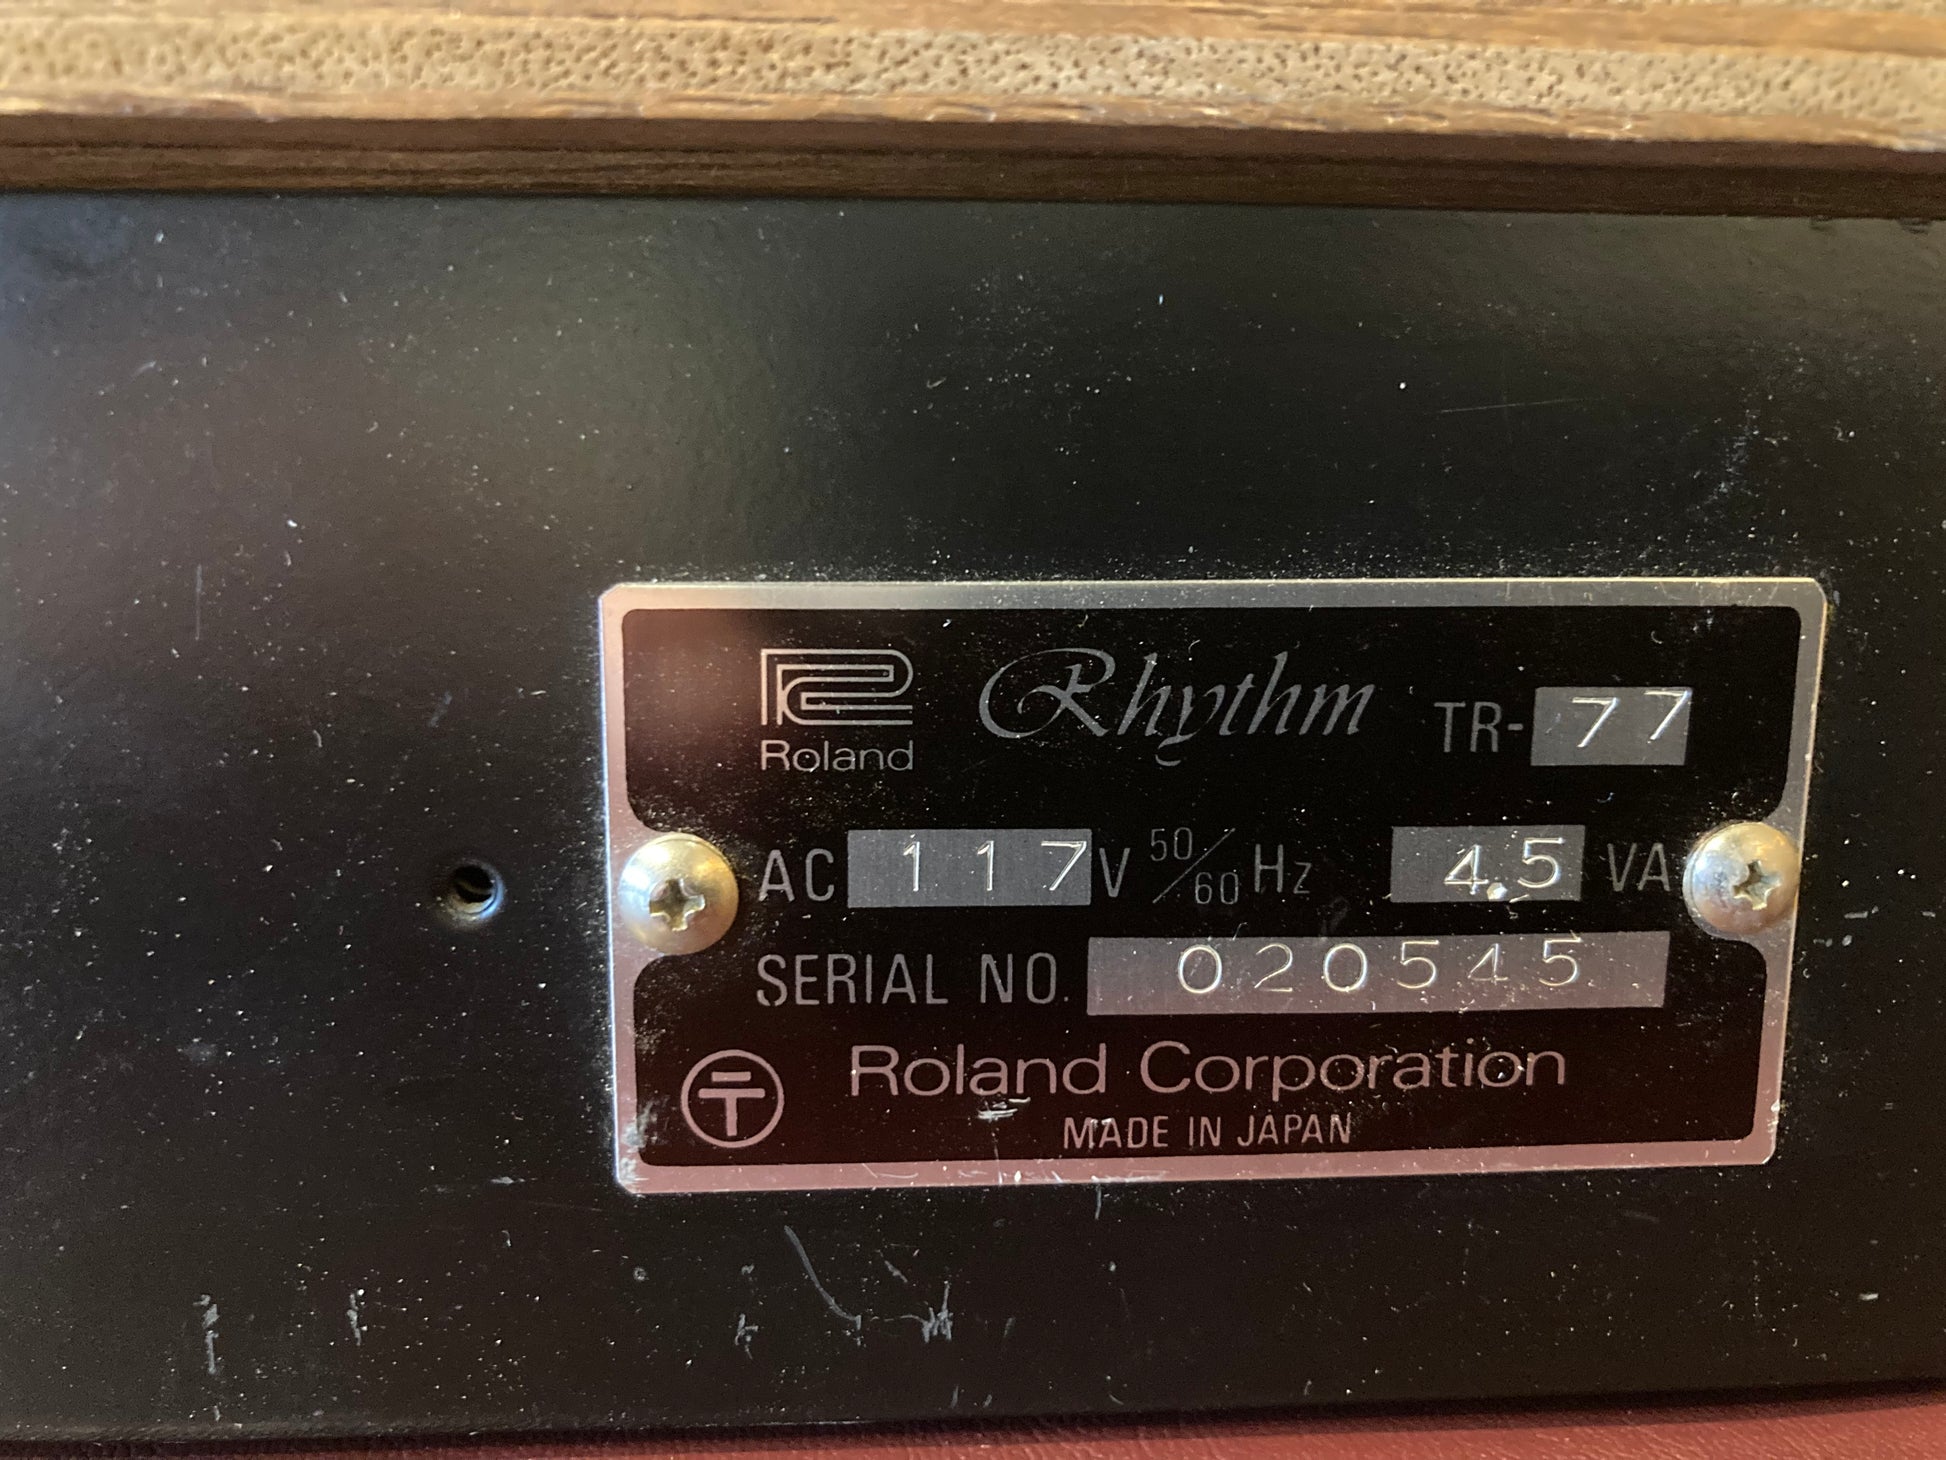 Roland Rhythm TR-77
AC 117 V 50/60 Hz 4.5 VA
SERIAL NO. 020545
Roland Corporation
MADE IN JAPAN